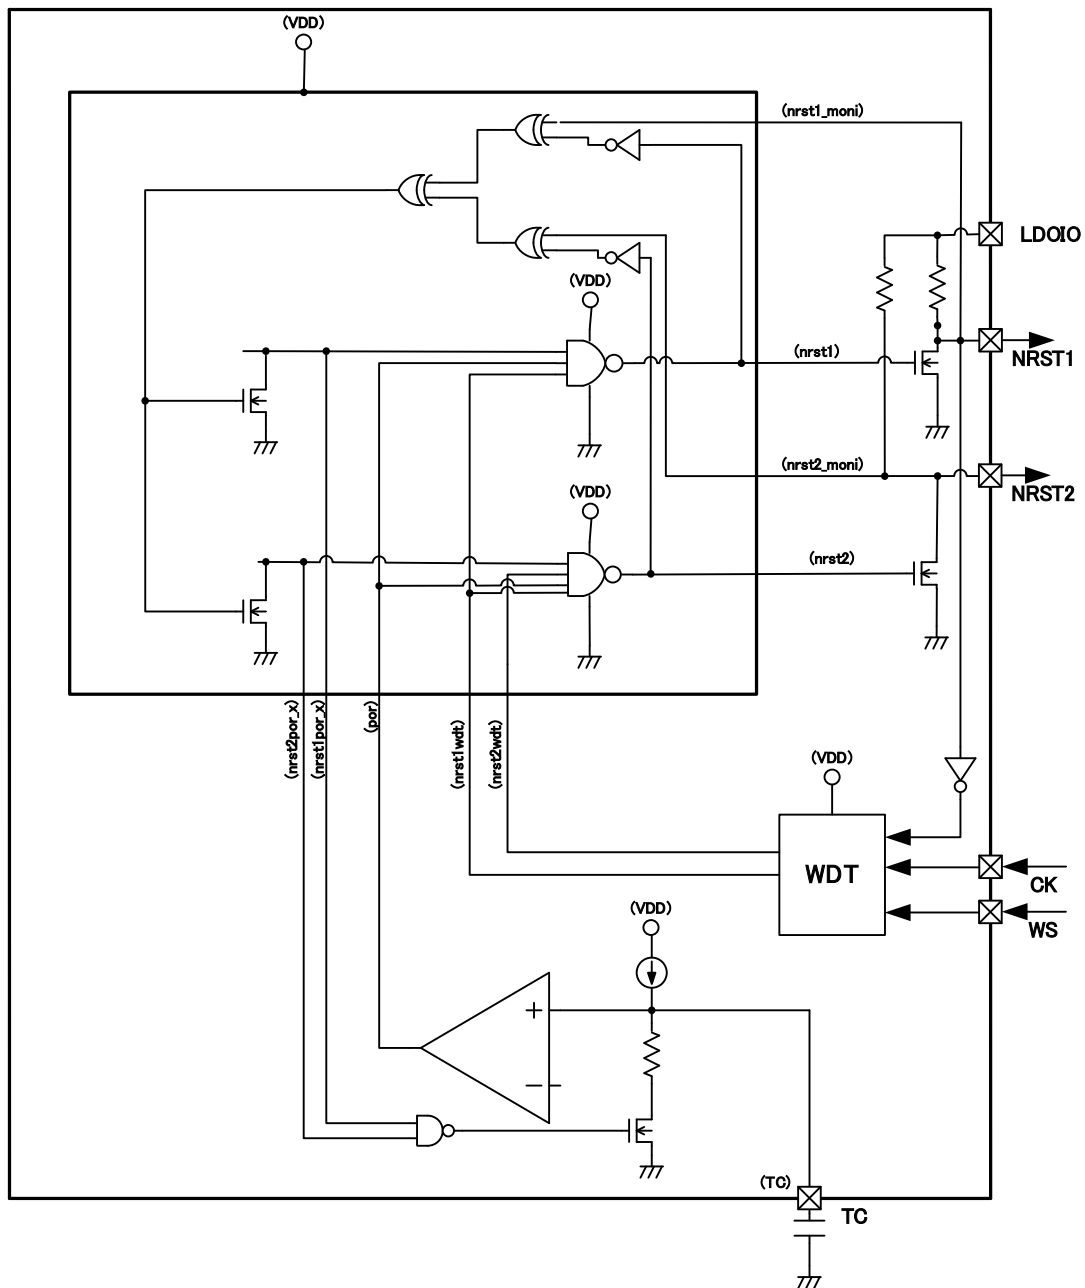 (VDD)
(nrst1_moni)
LDOIO
(VDD)
(nrst1)
NRST1
(nrst2_moni)
NRST2
(VDD)
(nrst2)
(nrst2por_x)
(nrst1por_x)
(por)
(nrst1wdt)
(nrst2wdt)
(VDD)
WDT
CK
WS
(VDD)
+
−
(TC)
TC